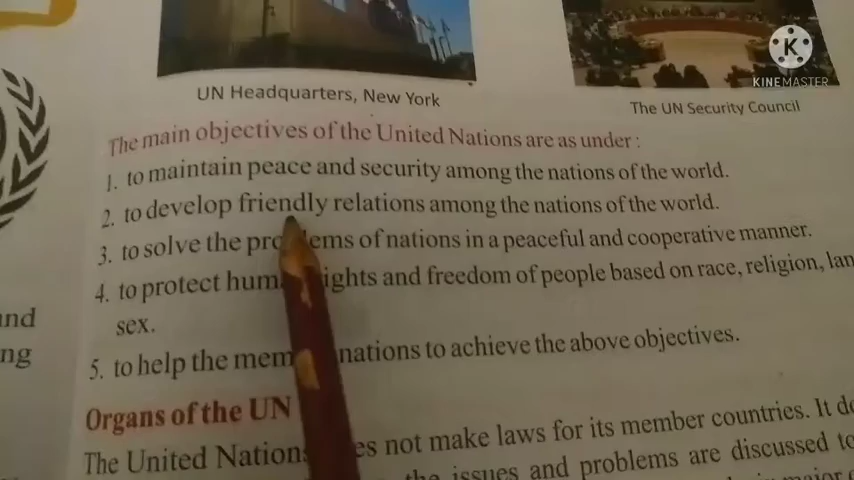 K
KINEMASTER
UN Headquarters, New York
The UN Security Council
The main objectives of the United Nations are as under :
1. to maintain peace and security among the nations of the world.
2. to develop friendly relations among the nations of the world.
3. to solve the pro lems of nations in a peaceful and cooperative manner.
4. to protect hum ights and freedom of people based on race, religion, lan
sex.
5. to help the mem nations to achieve the above objectives.
and
ng
Organs of the UN
The United Nation es not make laws for its member countries. It d
the issues and problems are discussed to